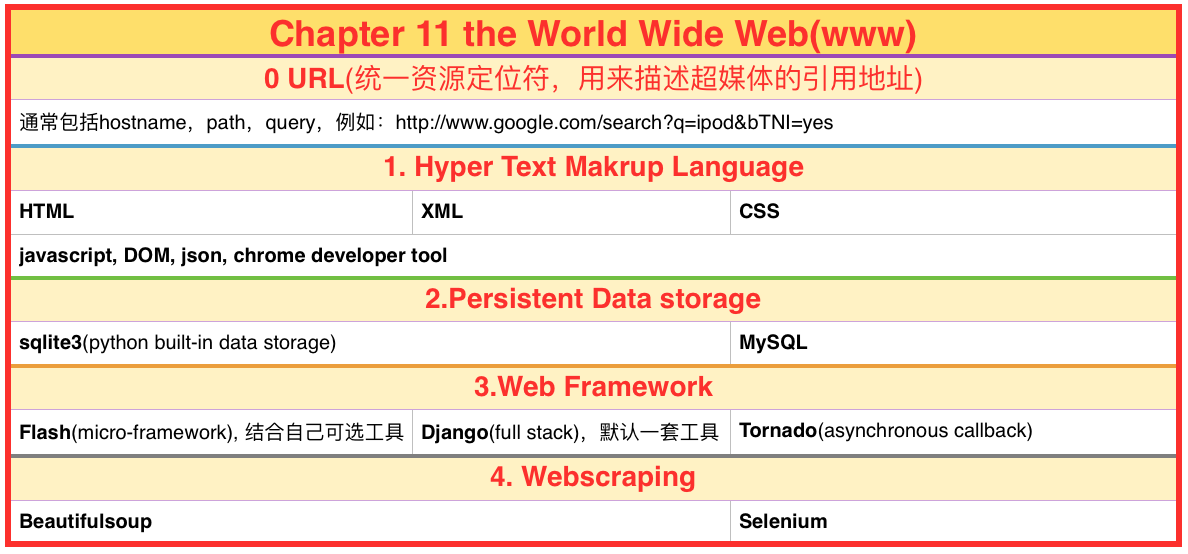 Chapter 11 the World Wide Web(www)
0 URL(统一资源定位符，用来描述超媒体的引用地址)
通常包括hostname，path，query，例如：http://www.google.com/search?q=ipod&bTNI=yes
1. Hyper Text Makrup Language
HTML
XML
CSS
javascript, DOM, json, chrome developer tool
2.Persistent Data storage
sqlite3(python built-in data storage)
MySQL
3.Web Framework
Flash(micro-framework), 结合自己可选工具
Django(full stack)，默认一套工具
Tornado(asynchronous callback)
4. Webscraping
Beautifulsoup
Selenium